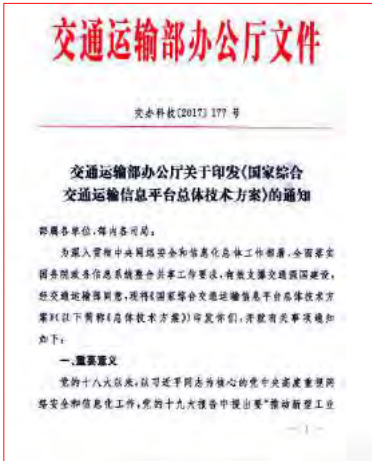 交通运输部办公厅文件
交办科技〔2017〕177 号
交通运输部办公厅关于印发《国家综合
交通运输信息平台总体技术方案》的通知
部属各单位,部内各司局:
为深入贯彻中央网络安全和信息化总体工作部署,全面落实
国务院政务信息系统整合共享工作要求,有效支撑交通强国建设,
经交通运输部同意,现将《国家综合交通运输信息平台总体技术方
案》(以下简称《总体技术方案》)印发你们,并就有关事项通知
如下:
一、重要意义
党的十八大以来,以习近平同志为核心的党中央高度重视网
络安全和信息化工作,党的十九大报告中提出要“推动新型工业
— 1 —